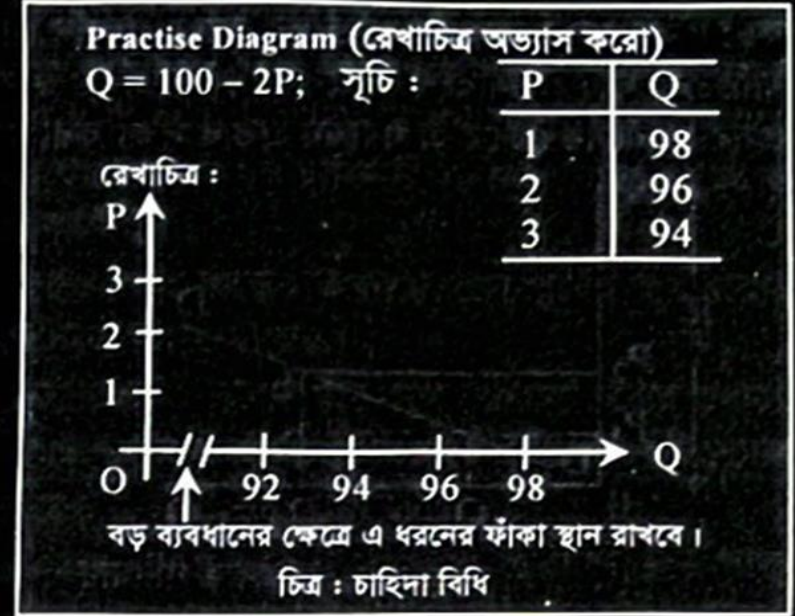 Practise Diagram (রেখাচিত্র অভ্যাস করো)
Q = 100 – 2P; সূচি :
P Q
1 98
2 96
3 94
রেখাচিত্র :
P
3
2
1
O 92 94 96 98 Q
বড় ব্যবধানের ক্ষেত্রে এ ধরনের ফাঁকা স্থান রাখবে।
চিত্র : চাহিদা বিধি